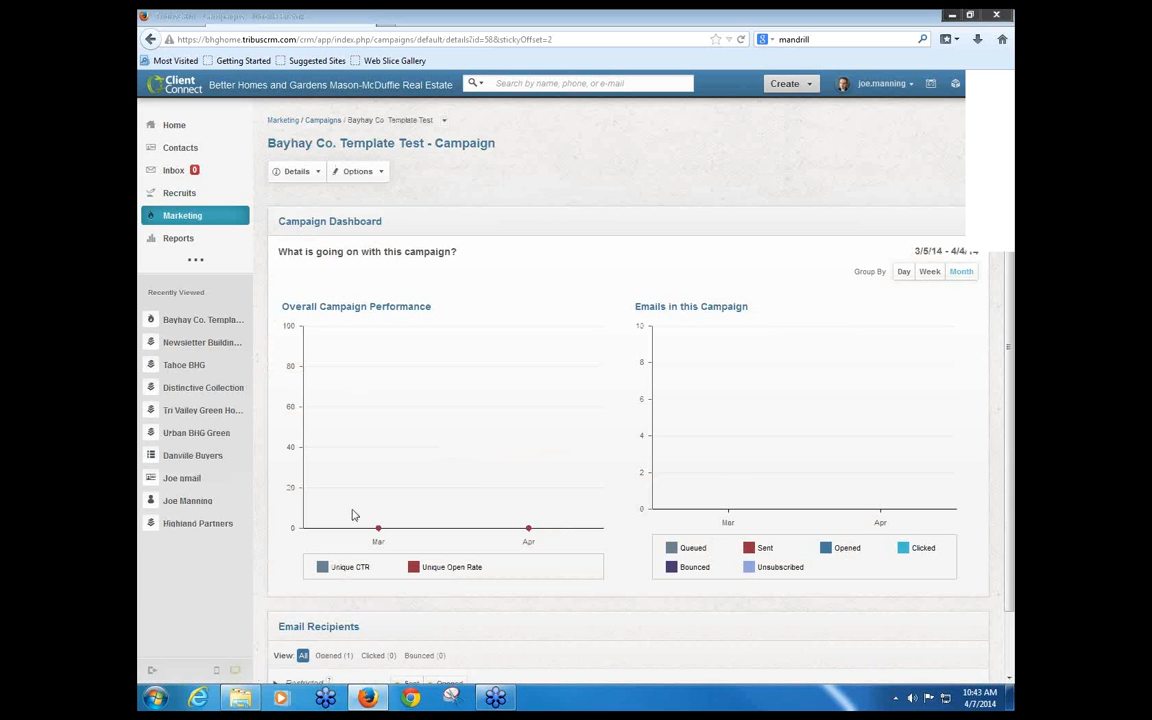 https://bhghome.tribuscrm.com/crm/app/index.php/campaigns/default/details?id=58&stickyOffset=2
mandrill
Most Visited
Getting Started
Suggested Sites
Web Slice Gallery
Client Connect
Better Homes and Gardens Mason-McDuffie Real Estate
Search by name, phone, or e-mail
Create
joe.manning
Home
Contacts
Inbox 0
Recruits
Marketing
Reports
Recently Viewed
Bayhay Co. Templa...
Newsletter Buildin...
Tahoe BHG
Distinctive Collection
Tri Valley Green Ho...
Urban BHG Green
Danville Buyers
Joe gmail
Joe Manning
Highland Partners
Marketing / Campaigns / Bayhay Co. Template Test
Bayhay Co. Template Test - Campaign
Details
Options
Campaign Dashboard
What is going on with this campaign?
3/5/14 - 4/4/14
Group By Day Week Month
Overall Campaign Performance
100
80
60
40
20
0
Mar
Apr
Unique CTR
Unique Open Rate
Emails in this Campaign
10
8
6
4
2
0
Mar
Apr
Queued
Sent
Opened
Clicked
Bounced
Unsubscribed
Email Recipients
View: All Opened (1) Clicked (0) Bounced (0)
10:43 AM
4/7/2014